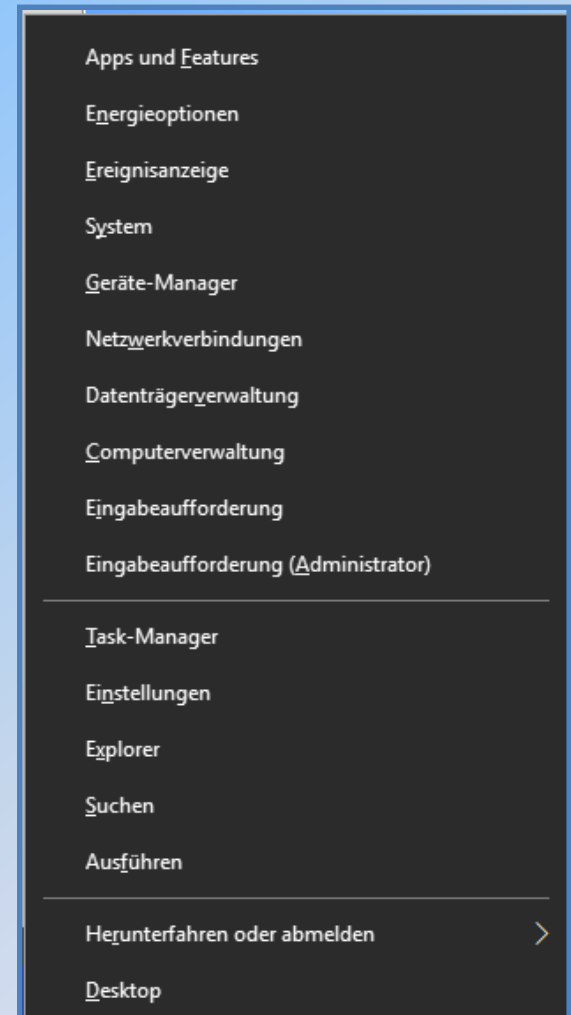 Apps und Features
Energieoptionen
Ereignisanzeige
System
Geräte-Manager
Netzwerkverbindungen
Datenträgerverwaltung
Computerverwaltung
Eingabeaufforderung
Eingabeaufforderung (Administrator)
Task-Manager
Einstellungen
Explorer
Suchen
Ausführen
Herunterfahren oder abmelden
Desktop